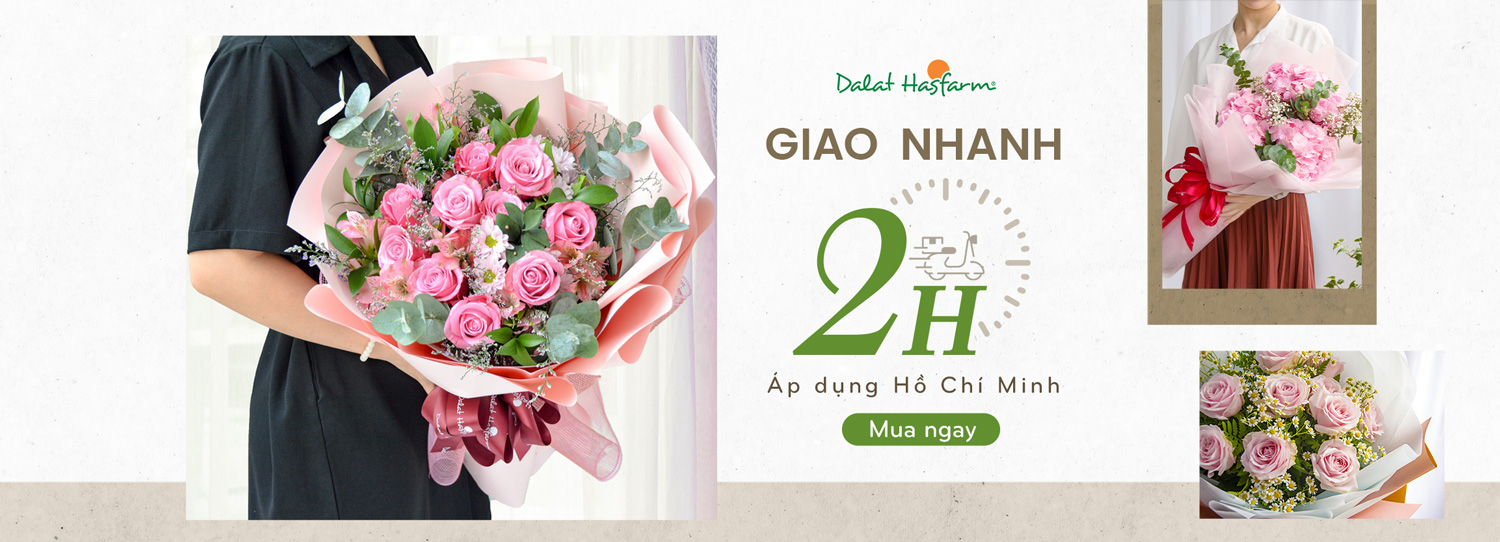 Dalat Hasfarm
GIAO NHANH
2H
Áp dụng Hồ Chí Minh
Mua ngay